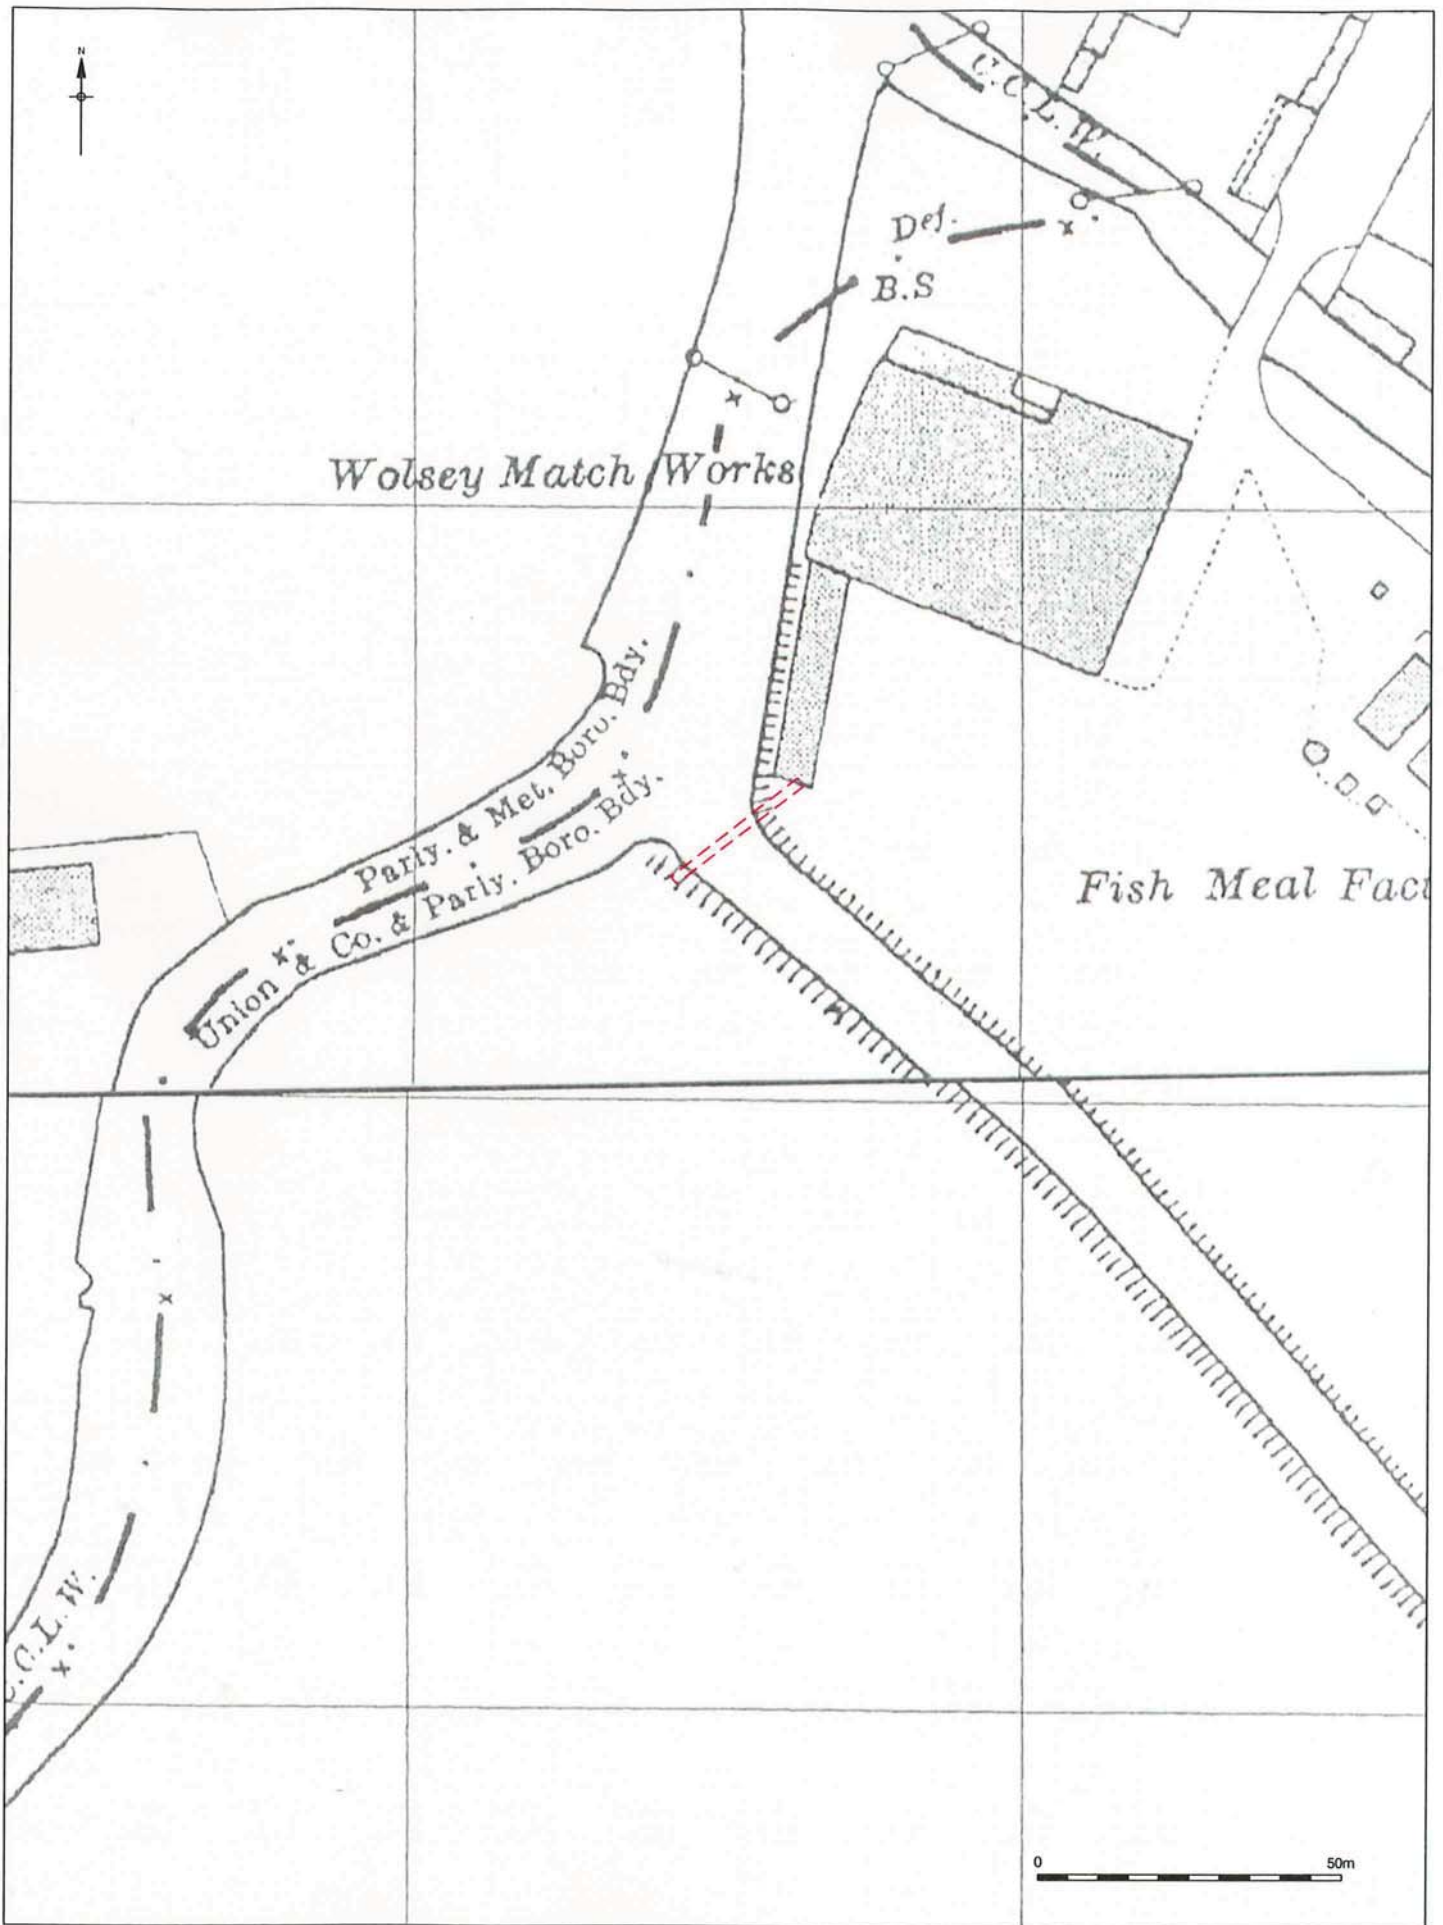 N
U.C.L.W.
Def.
B.S
Wolsey Match Works
Parly. & Met. Boro. Bdy.
Union & Co. & Parly. Boro. Bdy.
Fish Meal Fact
.C.L.W.
0 50m